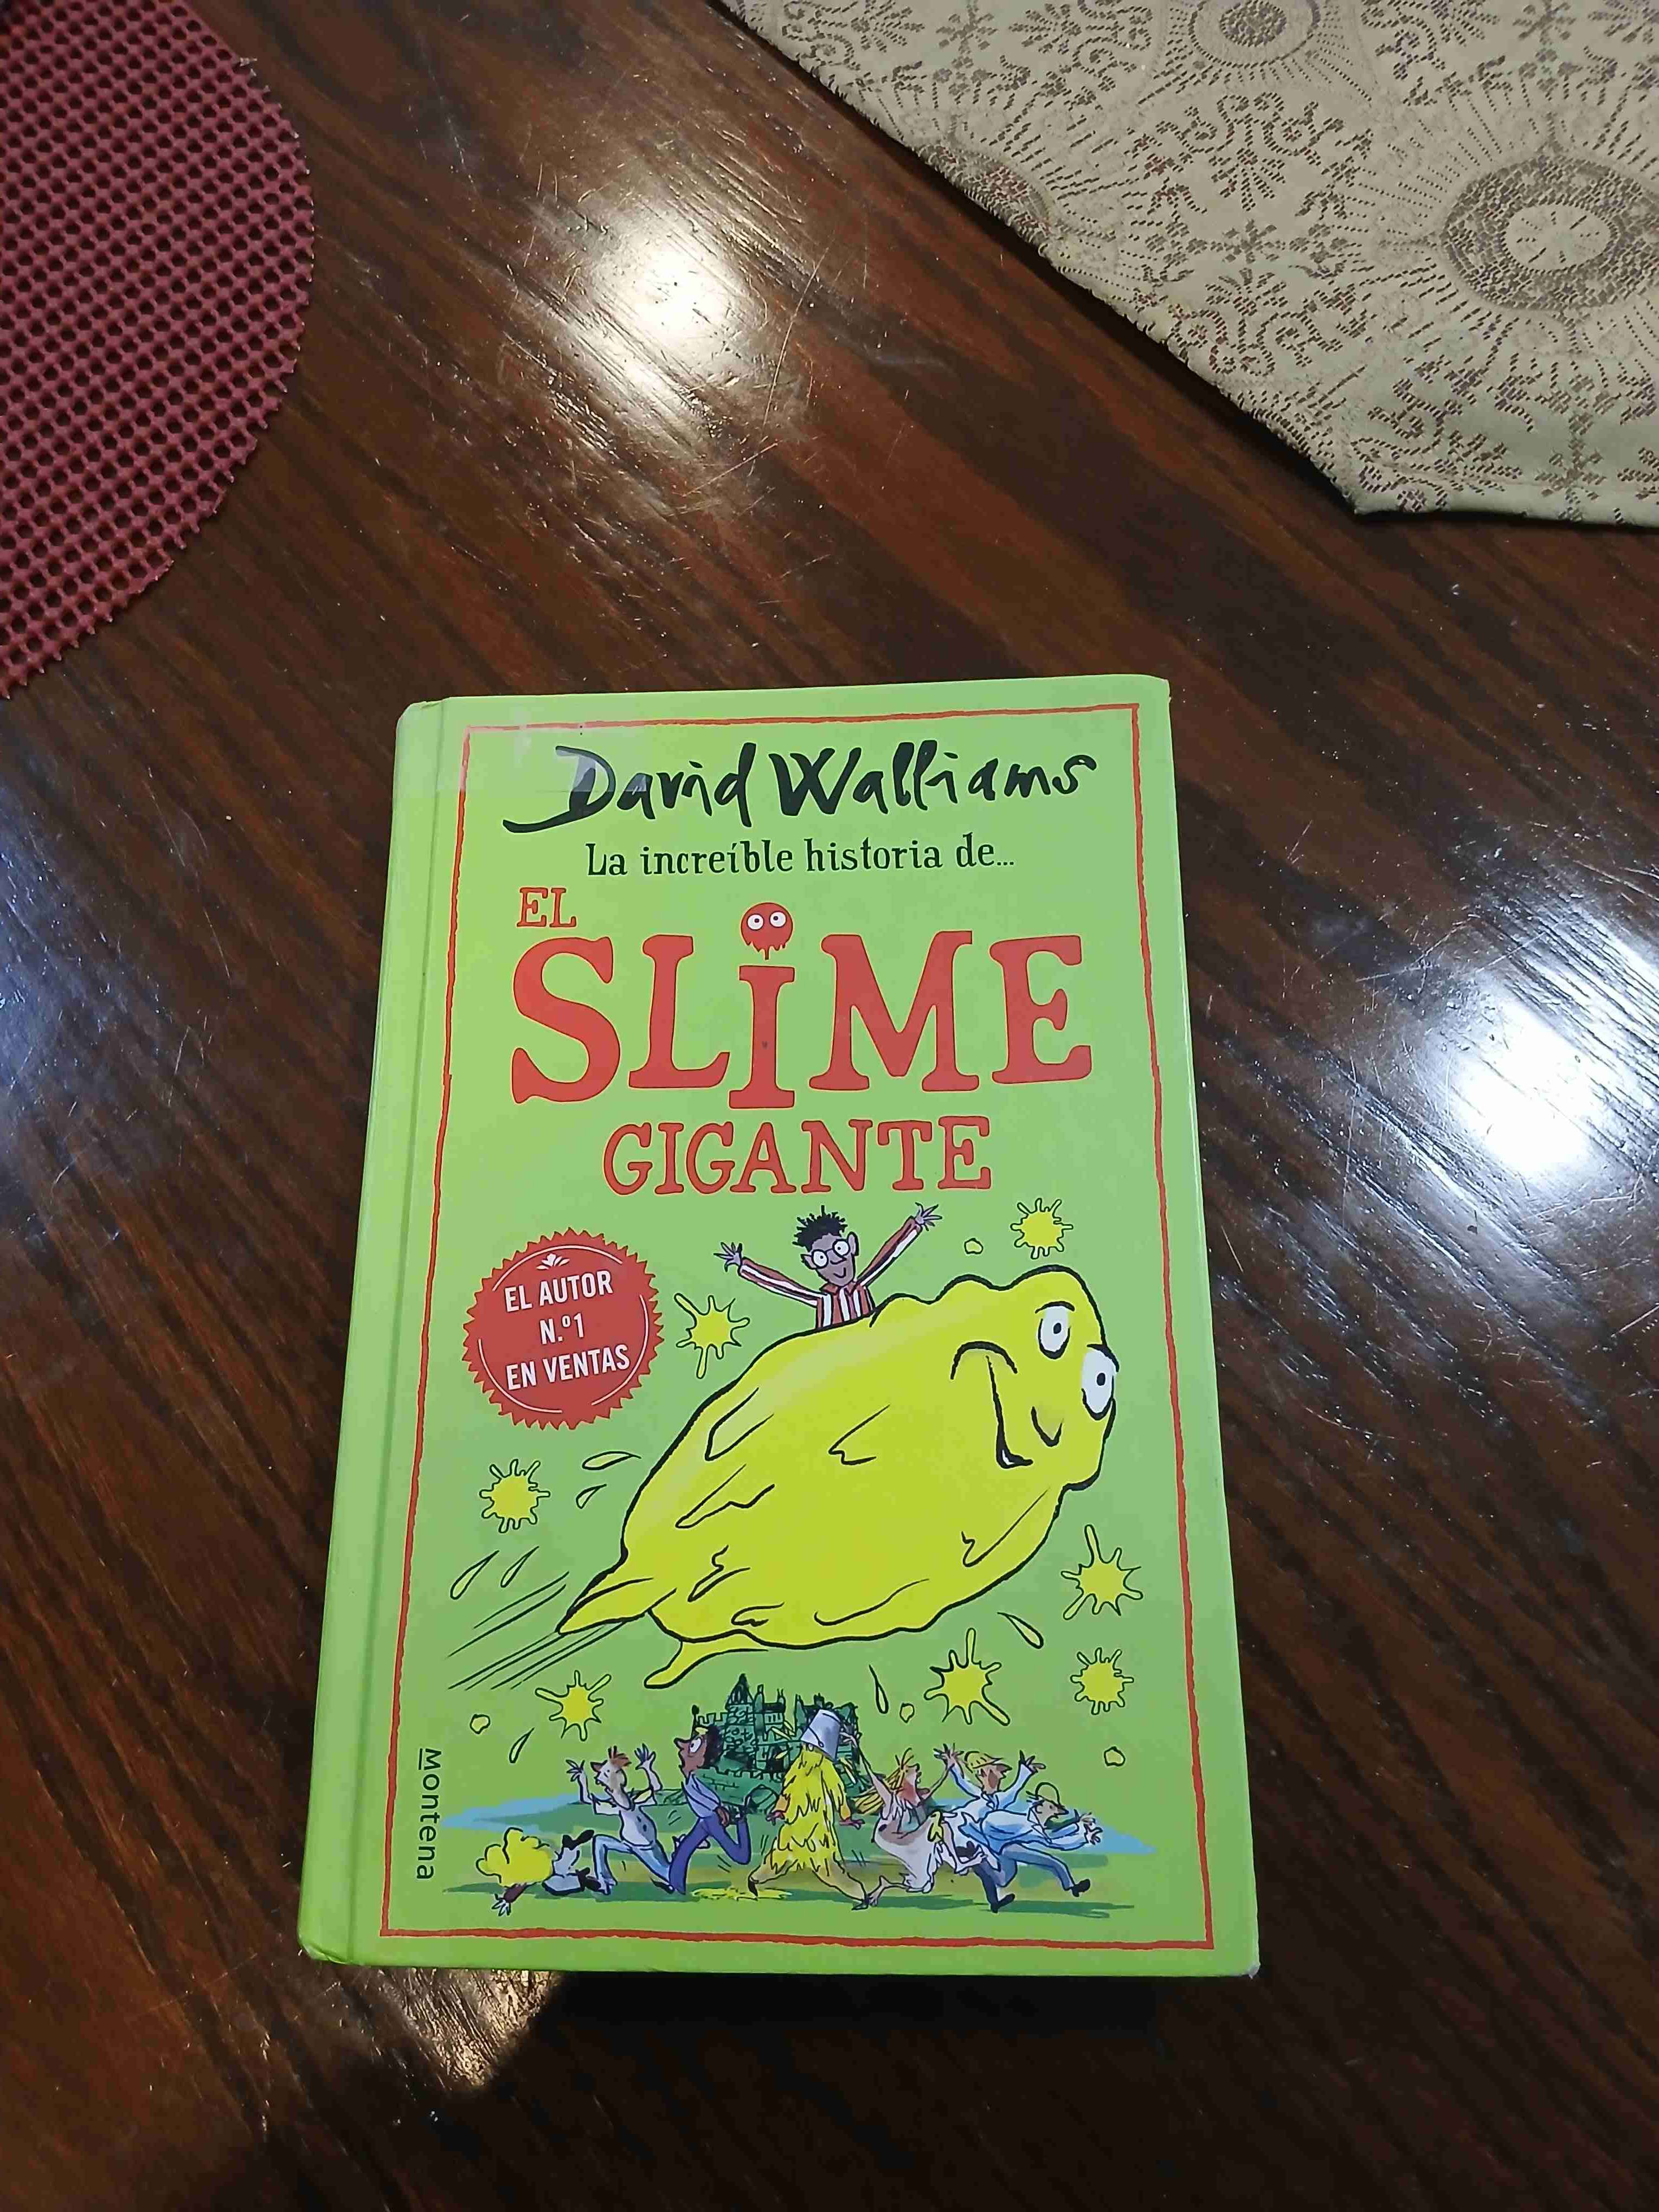 David Walliams
La increíble historia de...
EL
SLIME
GIGANTE
EL AUTOR
N.º1
EN VENTAS
Montena